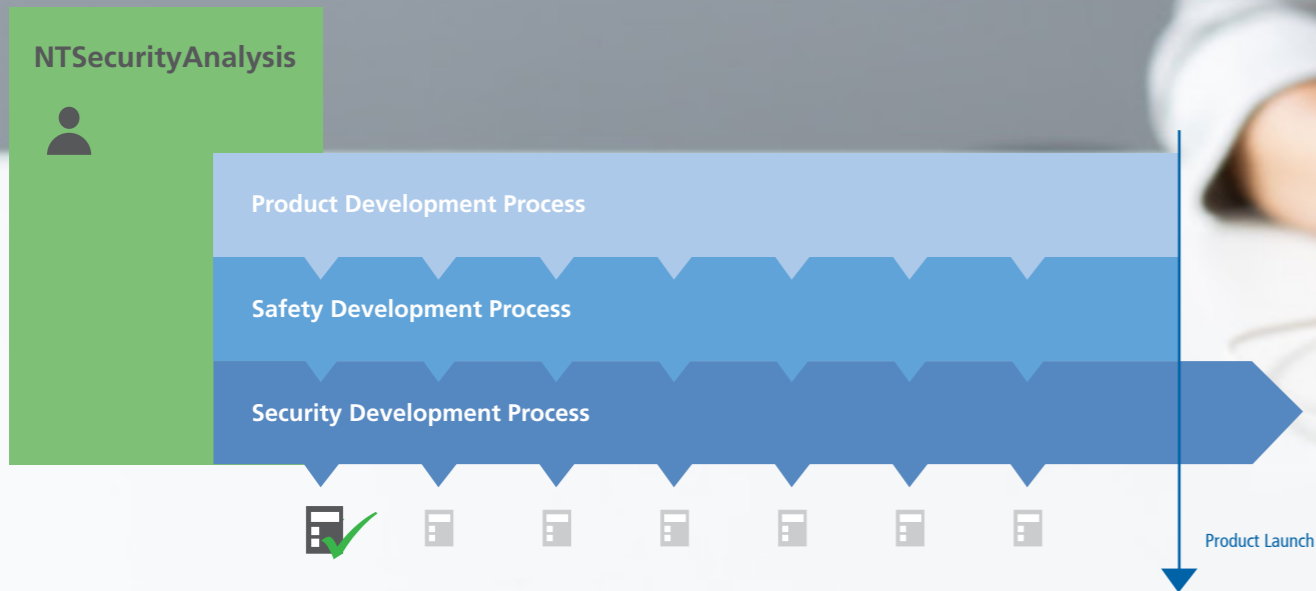 NTSecurityAnalysis
Product Development Process
Safety Development Process
Security Development Process
Product Launch